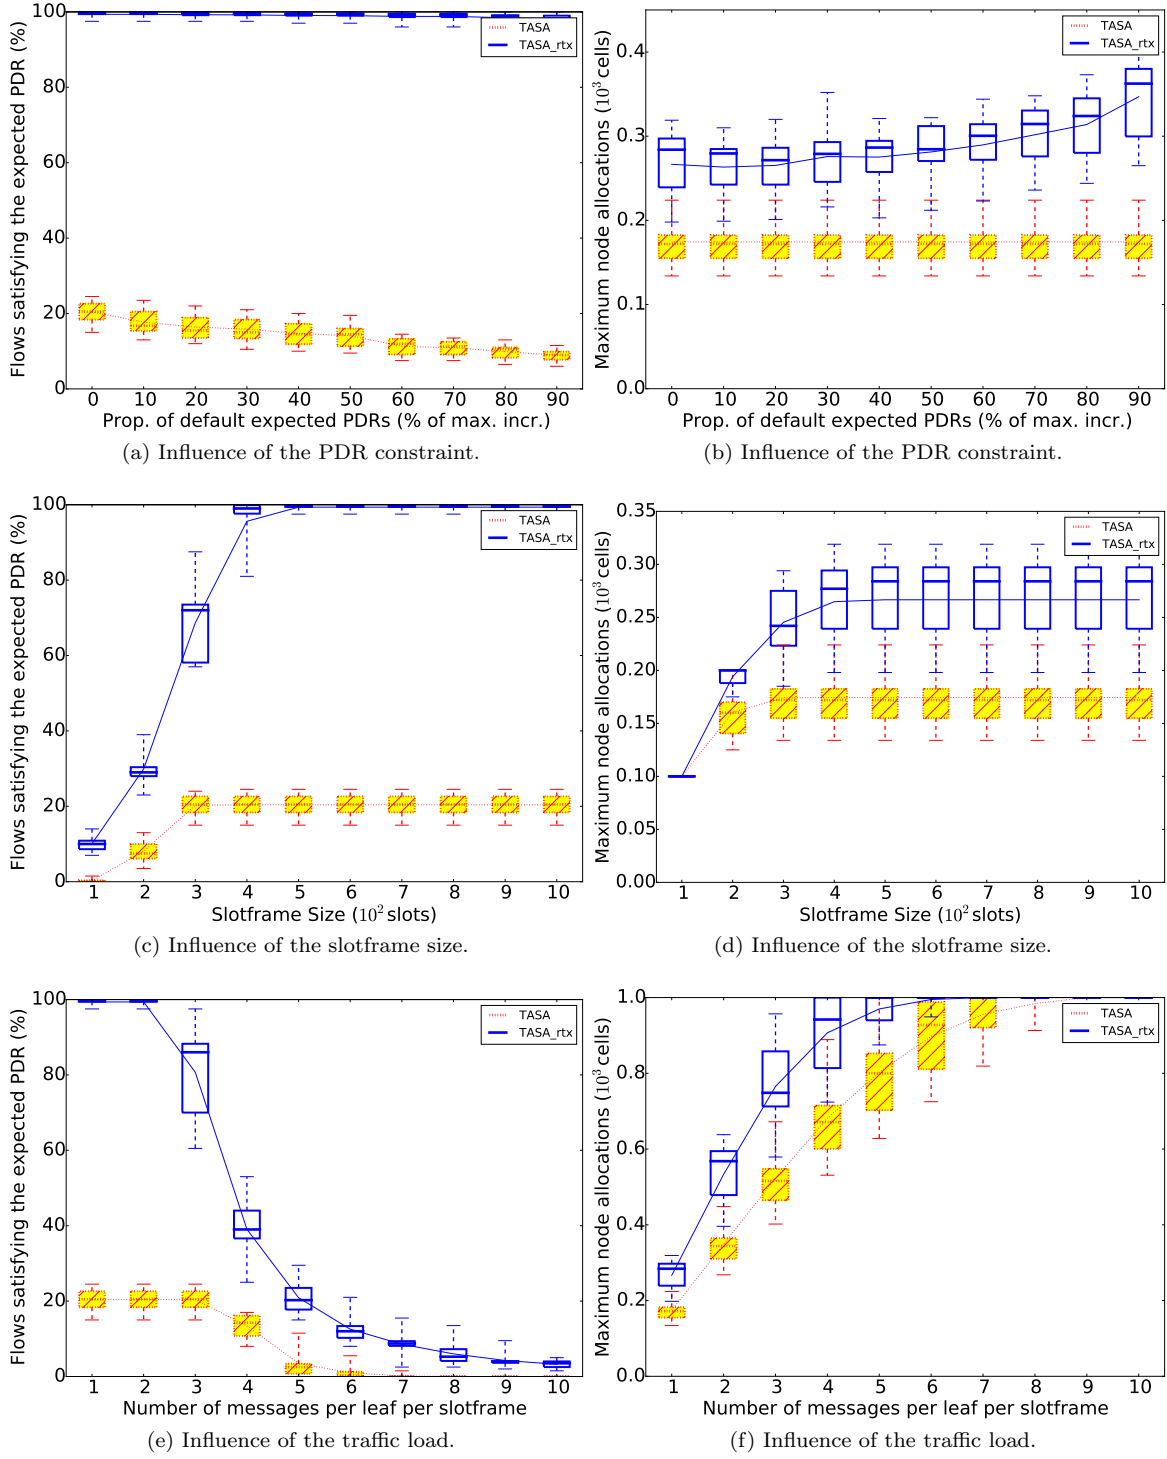 Flows satisfying the expected PDR (%)
100
80
60
40
20
0
TASA
TASA_rtx
0 10 20 30 40 50 60 70 80 90
Prop. of default expected PDRs (% of max. incr.)
(a) Influence of the PDR constraint.
Maximum node allocations (10³ cells)
0.4
0.3
0.2
0.1
0.0
TASA
TASA_rtx
0 10 20 30 40 50 60 70 80 90
Prop. of default expected PDRs (% of max. incr.)
(b) Influence of the PDR constraint.
Flows satisfying the expected PDR (%)
100
80
60
40
20
0
TASA
TASA_rtx
1 2 3 4 5 6 7 8 9 10
Slotframe Size (10² slots)
(c) Influence of the slotframe size.
Maximum node allocations (10³ cells)
0.35
0.30
0.25
0.20
0.15
0.10
0.05
0.00
TASA
TASA_rtx
1 2 3 4 5 6 7 8 9 10
Slotframe Size (10² slots)
(d) Influence of the slotframe size.
Flows satisfying the expected PDR (%)
100
80
60
40
20
0
TASA
TASA_rtx
1 2 3 4 5 6 7 8 9 10
Number of messages per leaf per slotframe
(e) Influence of the traffic load.
Maximum node allocations (10³ cells)
1.0
0.8
0.6
0.4
0.2
0.0
TASA
TASA_rtx
1 2 3 4 5 6 7 8 9 10
Number of messages per leaf per slotframe
(f) Influence of the traffic load.